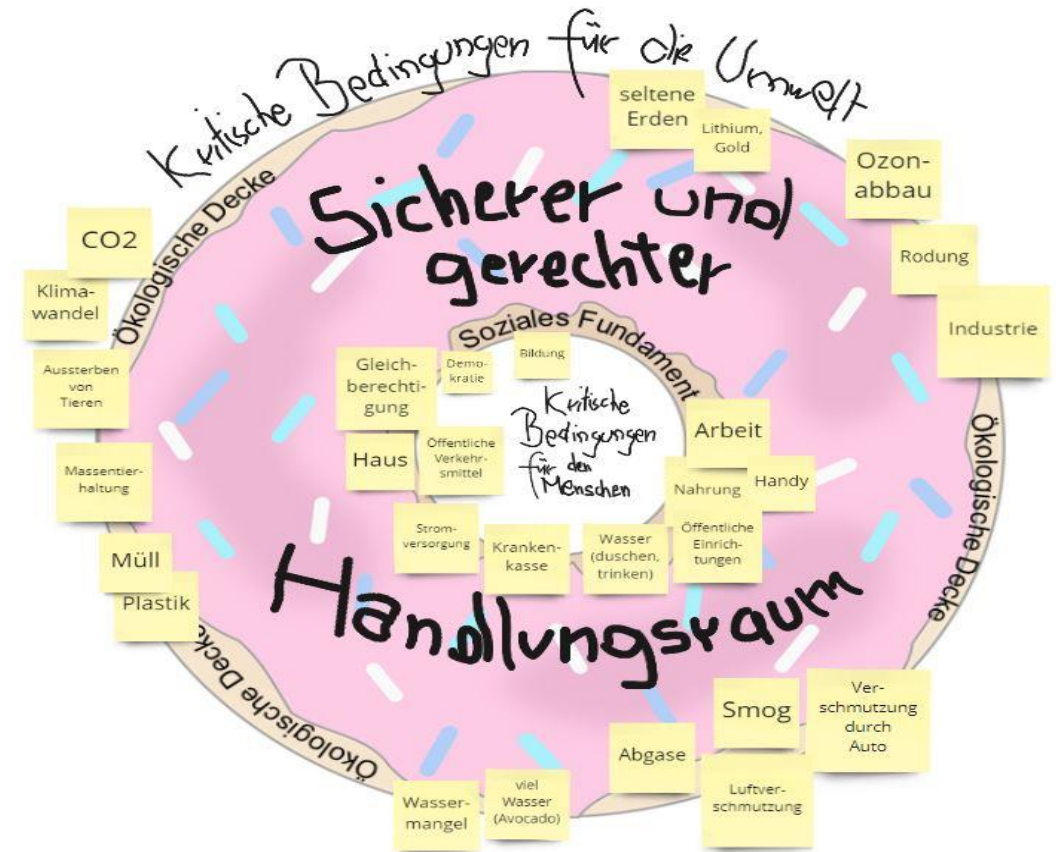 Kritische Bedingungen für die Umwelt
seltene
Erden
Lithium,
Gold
Ozon-
abbau
Rodung
Industrie
CO2
Klima-
wandel
Aussterben
von
Tieren
Massentier-
haltung
Müll
Plastik
Ökologische Decke
Sicherer und
gerechter
Soziales Fundament
Gleich-
berechti-
gung
Demo-
kratie
Bildung
Haus
Öffentliche
Verkehr-
smittel
Kritische
Bedingungen
für den
Menschen
Arbeit
Nahrung
Handy
Strom-
versorgung
Kranken-
kasse
Wasser
(duschen,
trinken)
Öffentliche
Einrich-
tungen
Handlungsraum
Ökologische Decke
Ökologische Decke
Wasser-
mangel
viel
Wasser
(Avocado)
Abgase
Smog
Luftver-
schmutzung
Ver-
schmutzung
durch
Auto